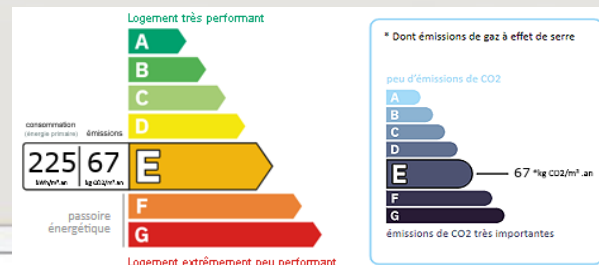 Logement très performant
A
B
C
D
consommation
(énergie primaire)
émissions
225
67
kWh/m².an
kg CO2/m².an
E
F
G
passoire
énergétique
Logement extrêmement peu performant
* Dont émissions de gaz à effet de serre
peu d'émissions de CO2
A
B
C
D
E
67 *kg CO2/m² .an
F
G
émissions de CO2 très importantes